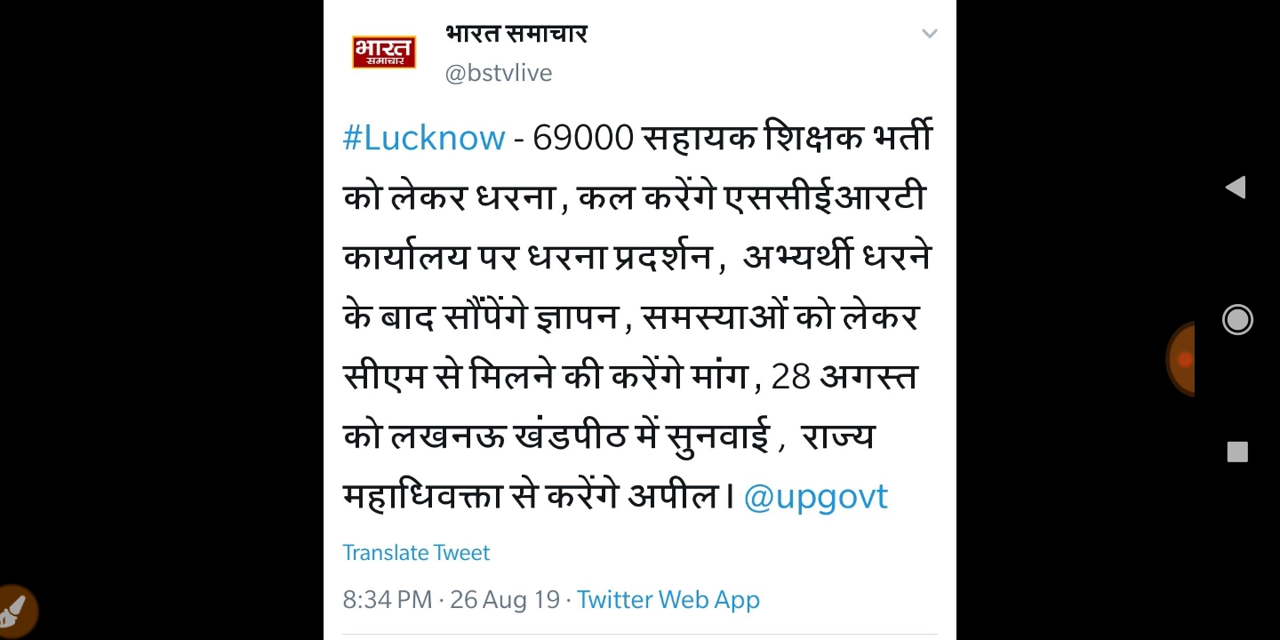 भारत समाचार
भारत
समाचार
@bstvlive
#Lucknow - 69000 सहायक शिक्षक भर्ती
को लेकर धरना, कल करेंगे एससीईआरटी
कार्यालय पर धरना प्रदर्शन, अभ्यर्थी धरने
के बाद सौंपेंगे ज्ञापन, समस्याओं को लेकर
सीएम से मिलने की करेंगे मांग, 28 अगस्त
को लखनऊ खंडपीठ में सुनवाई, राज्य
महाधिवक्ता से करेंगे अपील। @upgovt
Translate Tweet
8:34 PM · 26 Aug 19 · Twitter Web App